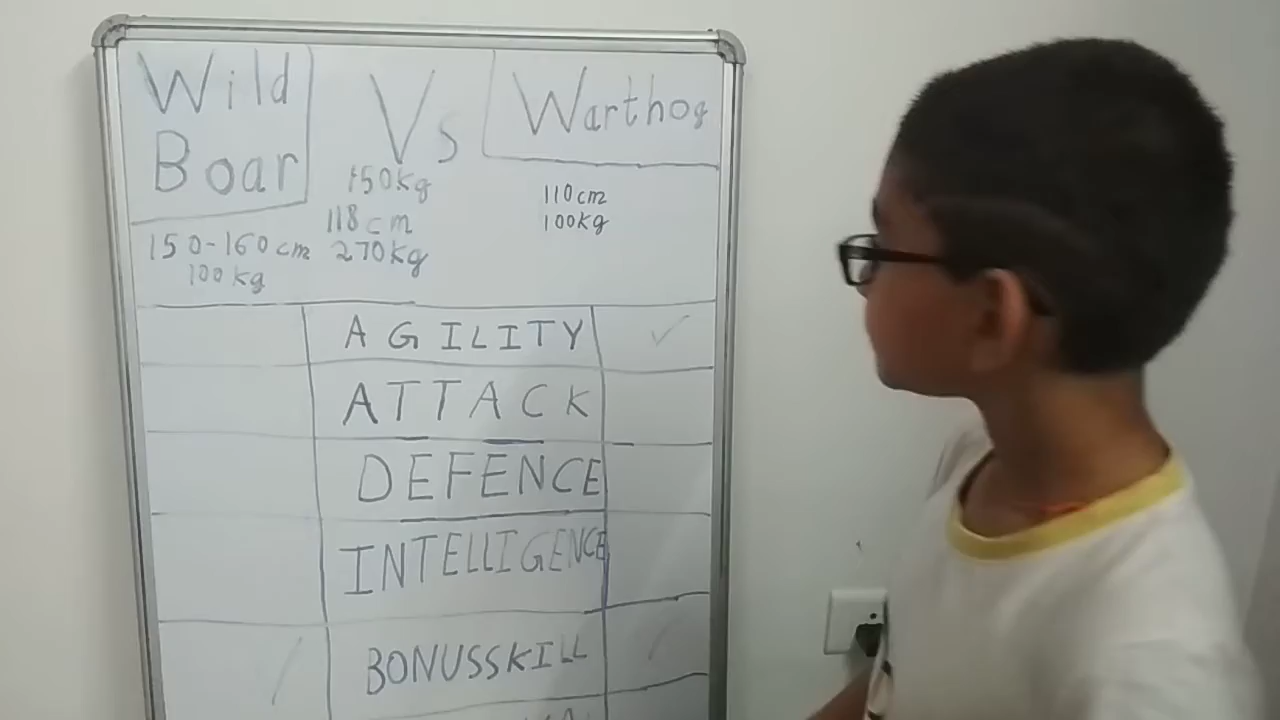 Wild
Boar
Vs
Warthog
150kg
118cm
270kg
110cm
100kg
150-160cm
100kg
AGILITY ✓
ATTACK
DEFENCE
INTELLIGENCE
BONUSSKILL